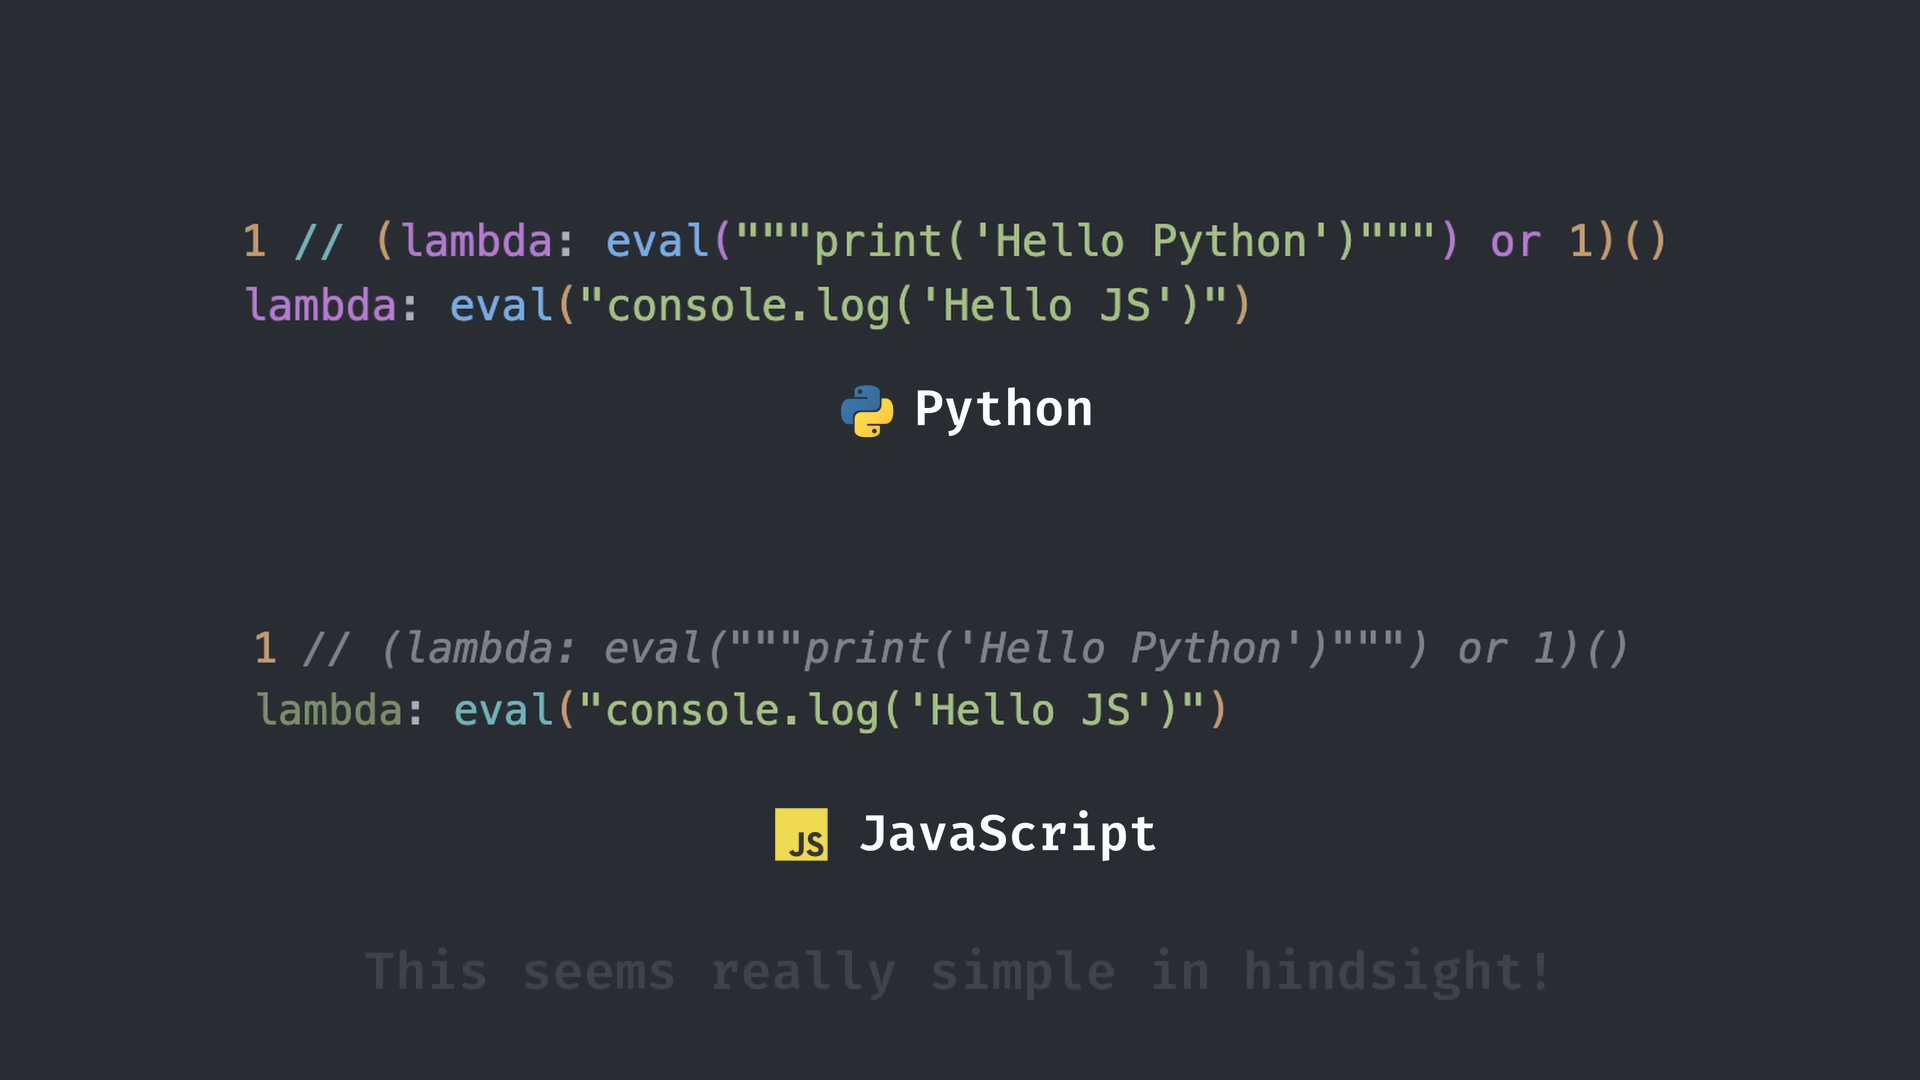 1 // (lambda: eval("""print('Hello Python')""") or 1)()
lambda: eval("console.log('Hello JS')")
Python
1 // (lambda: eval("""print('Hello Python')""") or 1)()
lambda: eval("console.log('Hello JS')")
JS JavaScript
This seems really simple in hindsight!